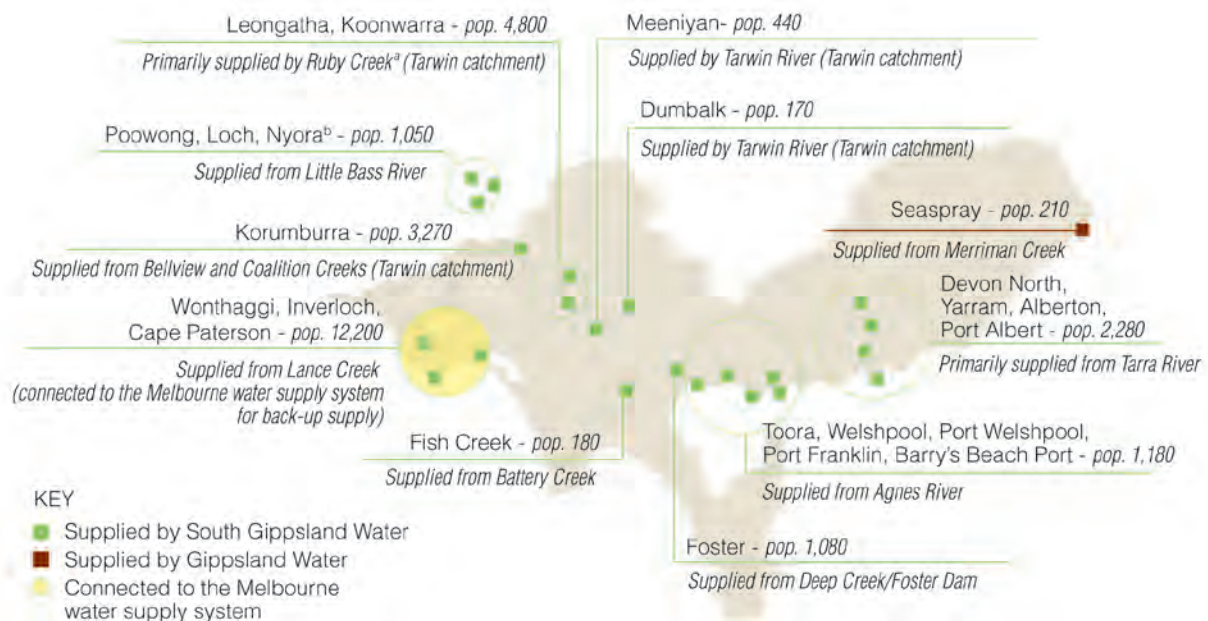 Leongatha, Koonwarra - pop. 4,800
Primarily supplied by Ruby Creekᵃ (Tarwin catchment)
Meeniyan- pop. 440
Supplied by Tarwin River (Tarwin catchment)
Dumbalk - pop. 170
Supplied by Tarwin River (Tarwin catchment)
Poowong, Loch, Nyoraᵇ - pop. 1,050
Supplied from Little Bass River
Seaspray - pop. 210
Supplied from Merriman Creek
Korumburra - pop. 3,270
Supplied from Bellview and Coalition Creeks (Tarwin catchment)
Wonthaggi, Inverloch,
Cape Paterson - pop. 12,200
Supplied from Lance Creek
(connected to the Melbourne water supply system
for back-up supply)
Devon North,
Yarram, Alberton,
Port Albert - pop. 2,280
Primarily supplied from Tarra River
Fish Creek - pop. 180
Supplied from Battery Creek
Toora, Welshpool, Port Welshpool,
Port Franklin, Barry's Beach Port - pop. 1,180
Supplied from Agnes River
Foster - pop. 1,080
Supplied from Deep Creek/Foster Dam
KEY
Supplied by South Gippsland Water
Supplied by Gippsland Water
Connected to the Melbourne
water supply system